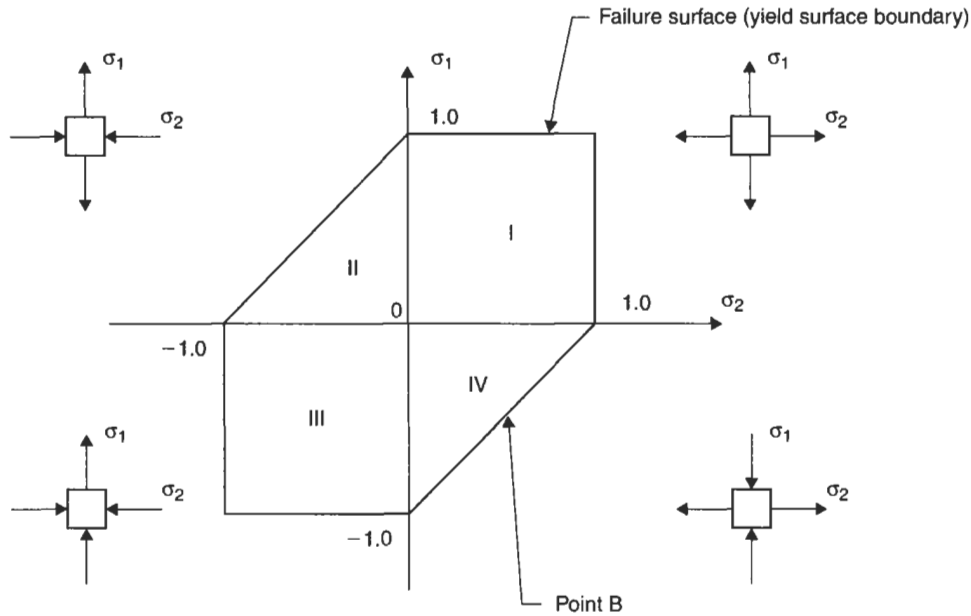 Failure surface (yield surface boundary)
σ1
σ2
σ1
1.0
σ1
σ2
I
II
0
1.0
σ2
−1.0
IV
III
σ1
σ2
σ1
σ2
−1.0
Point B